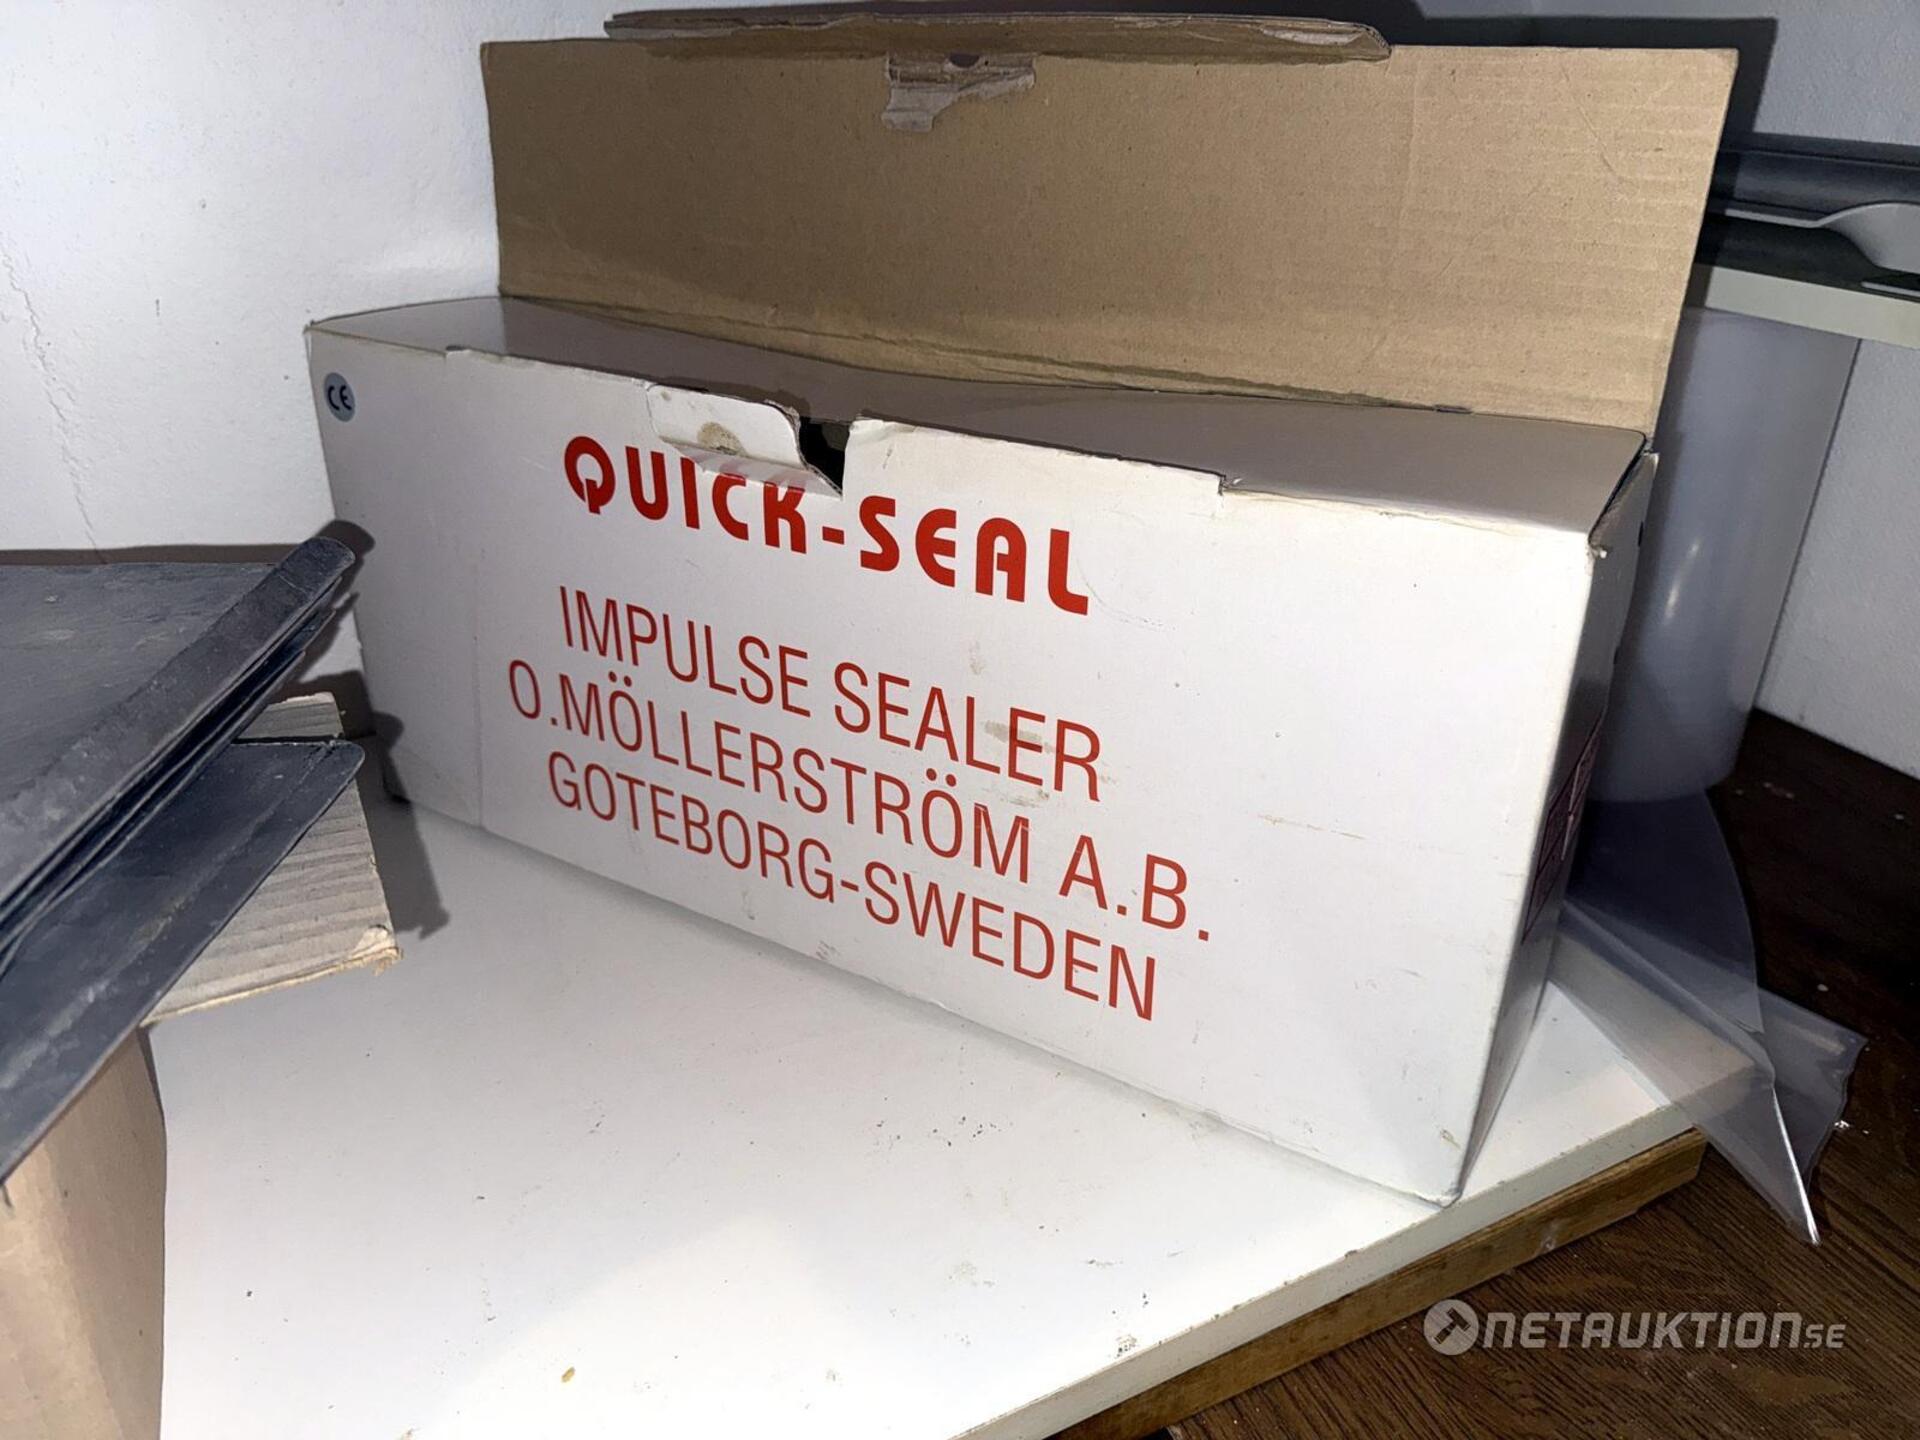 CE
QUICK-SEAL
IMPULSE SEALER
O.MÖLLERSTRÖM A.B.
GOTEBORG-SWEDEN
NETAUKTION.SE